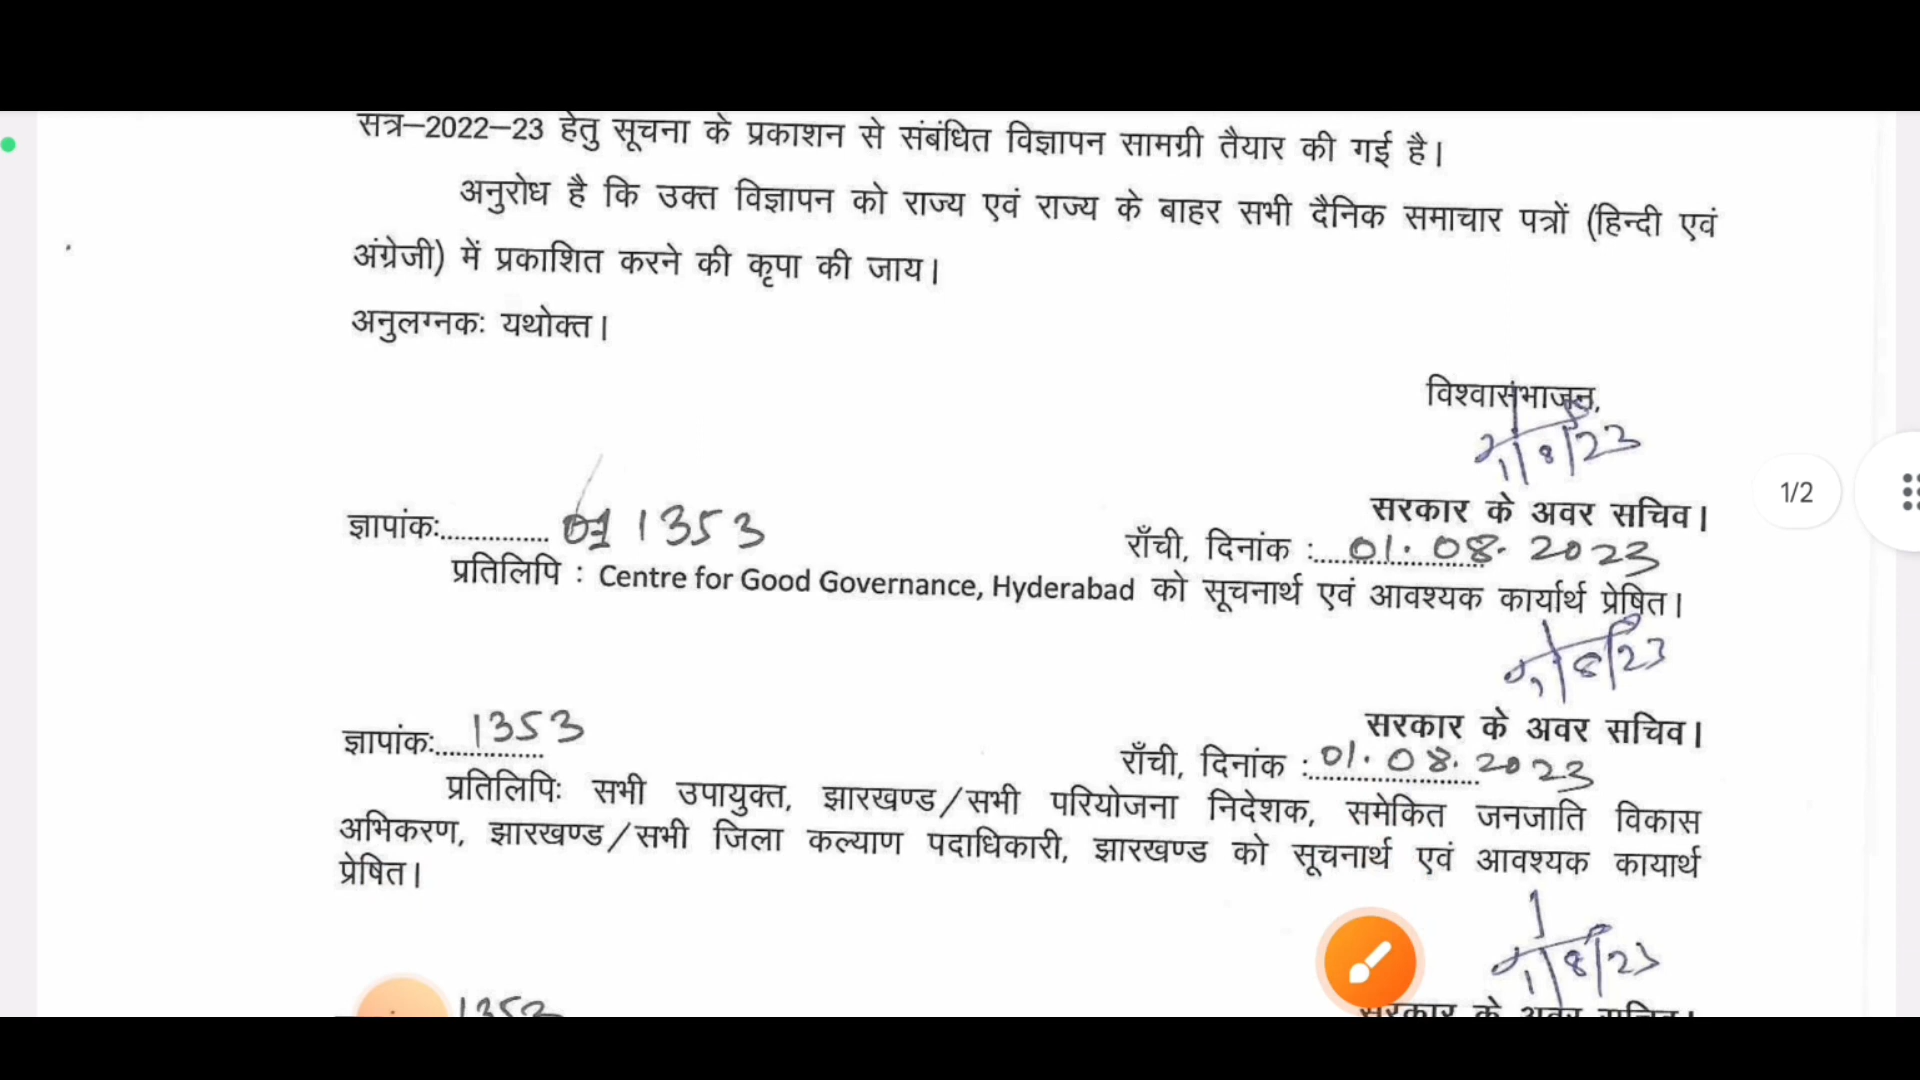 सत्र–2022–23 हेतु सूचना के प्रकाशन से संबंधित विज्ञापन सामग्री तैयार की गई है।
अनुरोध है कि उक्त विज्ञापन को राज्य एवं राज्य के बाहर सभी दैनिक समाचार पत्रों (हिन्दी एवं
अंग्रेजी) में प्रकाशित करने की कृपा की जाय।
अनुलग्नकः यथोक्त।
विश्वासभाजन,
1/8/23
सरकार के अवर सचिव।
1/2
ज्ञापांकः................ 1353
राँची, दिनांक :.... 01.08.2023
प्रतिलिपि : Centre for Good Governance, Hyderabad को सूचनार्थ एवं आवश्यक कार्यार्थ प्रेषित।
1/8/23
सरकार के अवर सचिव।
ज्ञापांकः.... 1353
राँची, दिनांक :.... 01.08.2023
प्रतिलिपिः सभी उपायुक्त, झारखण्ड/सभी परियोजना निदेशक, समेकित जनजाति विकास
अभिकरण, झारखण्ड/सभी जिला कल्याण पदाधिकारी, झारखण्ड को सूचनार्थ एवं आवश्यक कायार्थ
प्रेषित।
1/8/23
1353
सरकार के अवर सचिव।